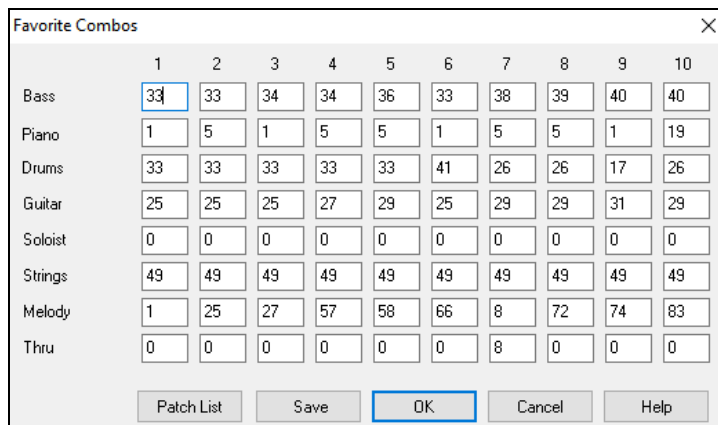 Favorite Combos
1 2 3 4 5 6 7 8 9 10
Bass 33 33 34 34 36 33 38 39 40 40
Piano 1 5 1 5 5 1 5 5 1 19
Drums 33 33 33 33 33 41 26 26 17 26
Guitar 25 25 25 27 29 25 29 29 31 29
Soloist 0 0 0 0 0 0 0 0 0 0
Strings 49 49 49 49 49 49 49 49 49 49
Melody 1 25 27 57 58 66 8 72 74 83
Thru 0 0 0 0 0 0 8 0 0 0
Patch List Save OK Cancel Help